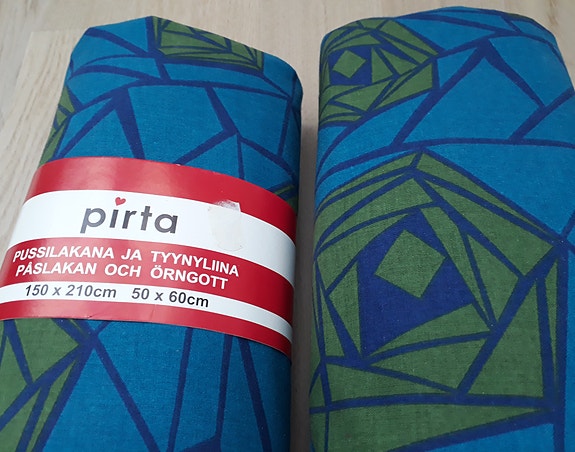 pirta
PUSSILAKANA JA TYYNYLIINA
PÅSLAKAN OCH ÖRNGOTT
150 x 210cm 50 x 60cm